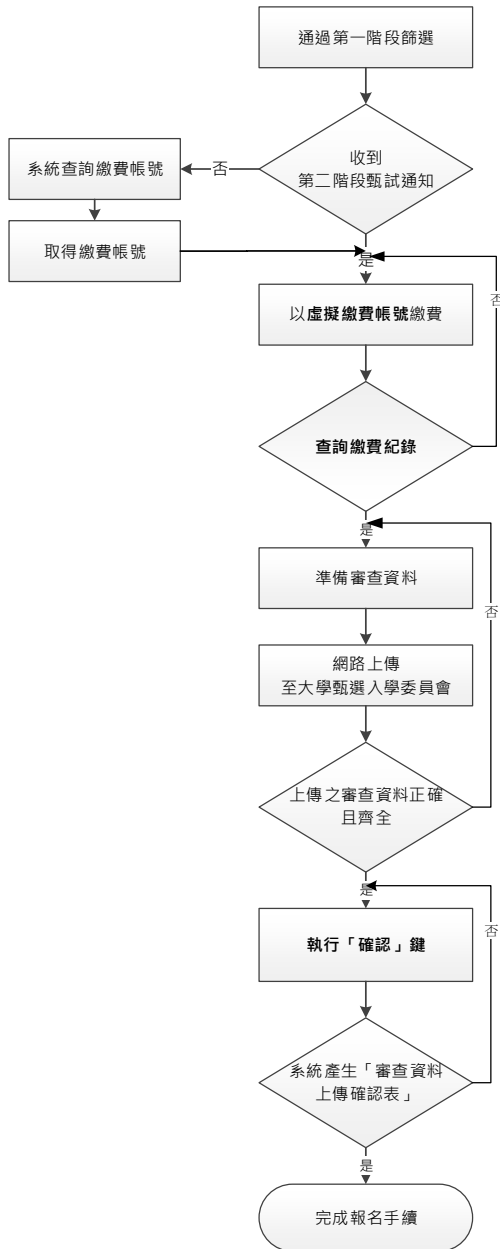 通過第一階段篩選
收到
第二階段甄試通知
否
系統查詢繳費帳號
取得繳費帳號
是
以虛擬繳費帳號繳費
否
查詢繳費紀錄
是
準備審查資料
否
網路上傳
至大學甄選入學委員會
上傳之審查資料正確
且齊全
是
執行「確認」鍵
否
系統產生「審查資料
上傳確認表」
是
完成報名手續